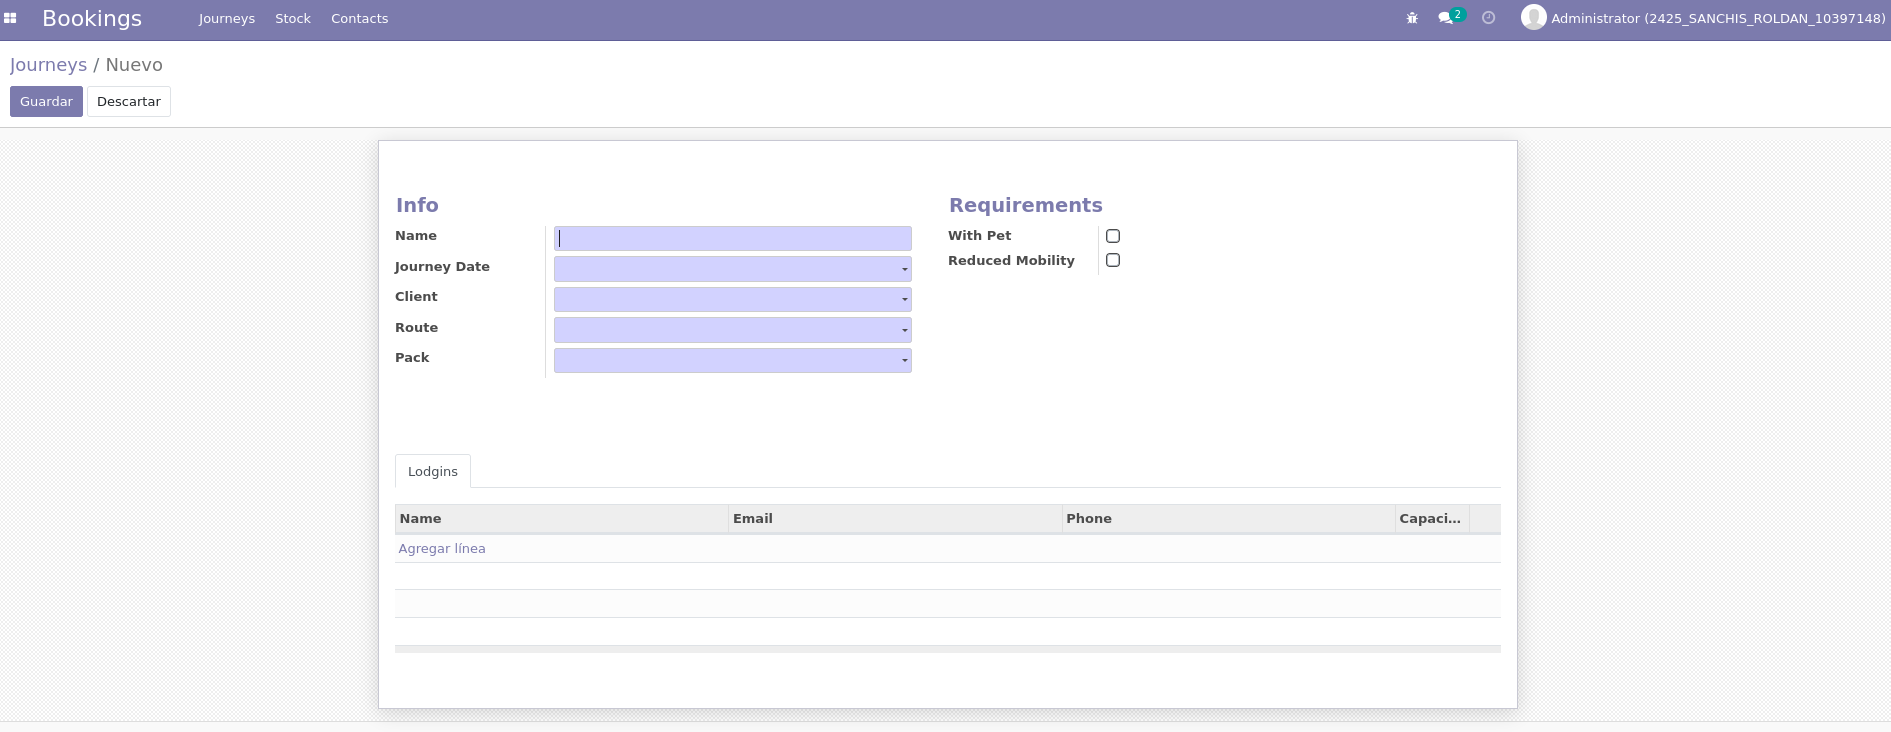 Bookings Journeys Stock Contacts 2 Administrator (2425_SANCHIS_ROLDAN_10397148)
Journeys / Nuevo
Guardar Descartar
Info
Name
Journey Date
Client
Route
Pack
Requirements
With Pet
Reduced Mobility
Lodgins
Name Email Phone Capaci...
Agregar línea